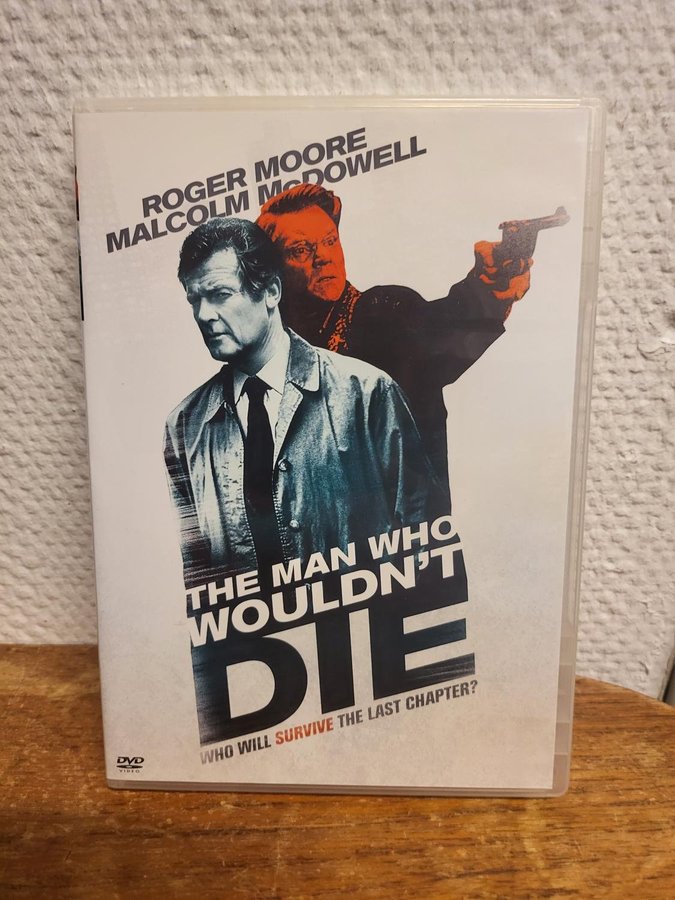 ROGER MOORE
MALCOLM McDOWELL
THE MAN WHO
WOULDN'T
DIE
WHO WILL SURVIVE THE LAST CHAPTER?
DVD
VIDEO